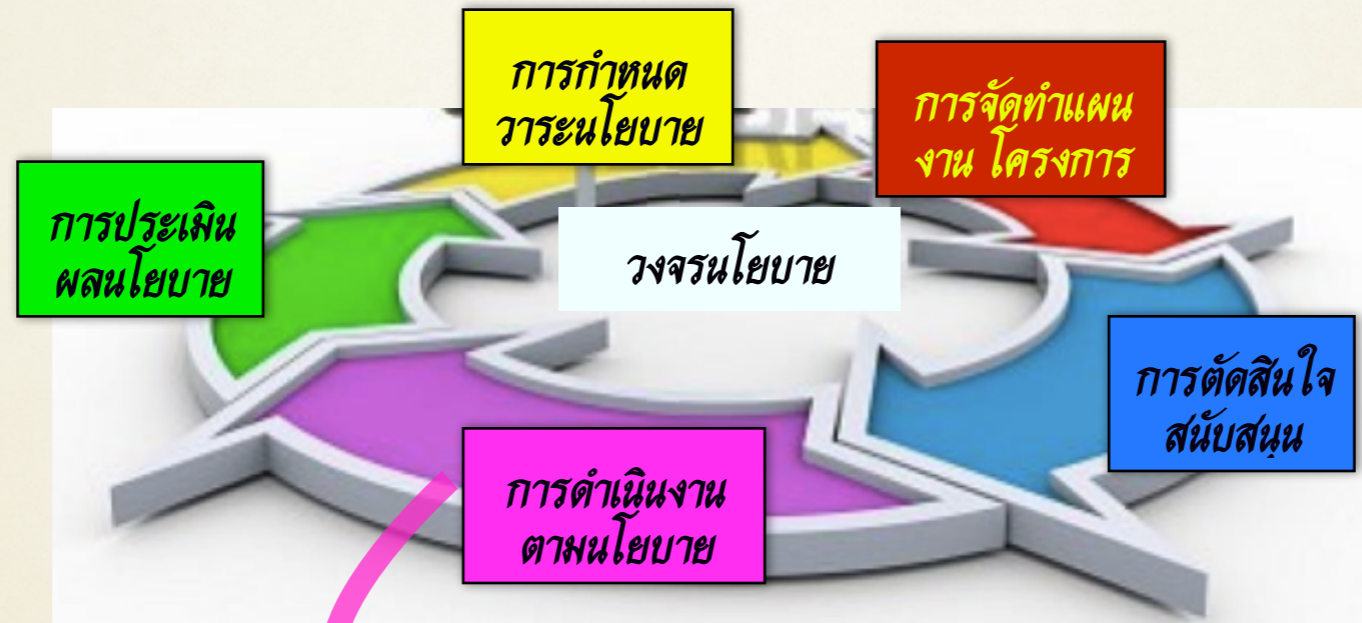 การกำหนด
วาระนโยบาย
การจัดทำแผน
งาน โครงการ
การประเมิน
ผลนโยบาย
วงจรนโยบาย
การตัดสินใจ
สนับสนุน
การดำเนินงาน
ตามนโยบาย